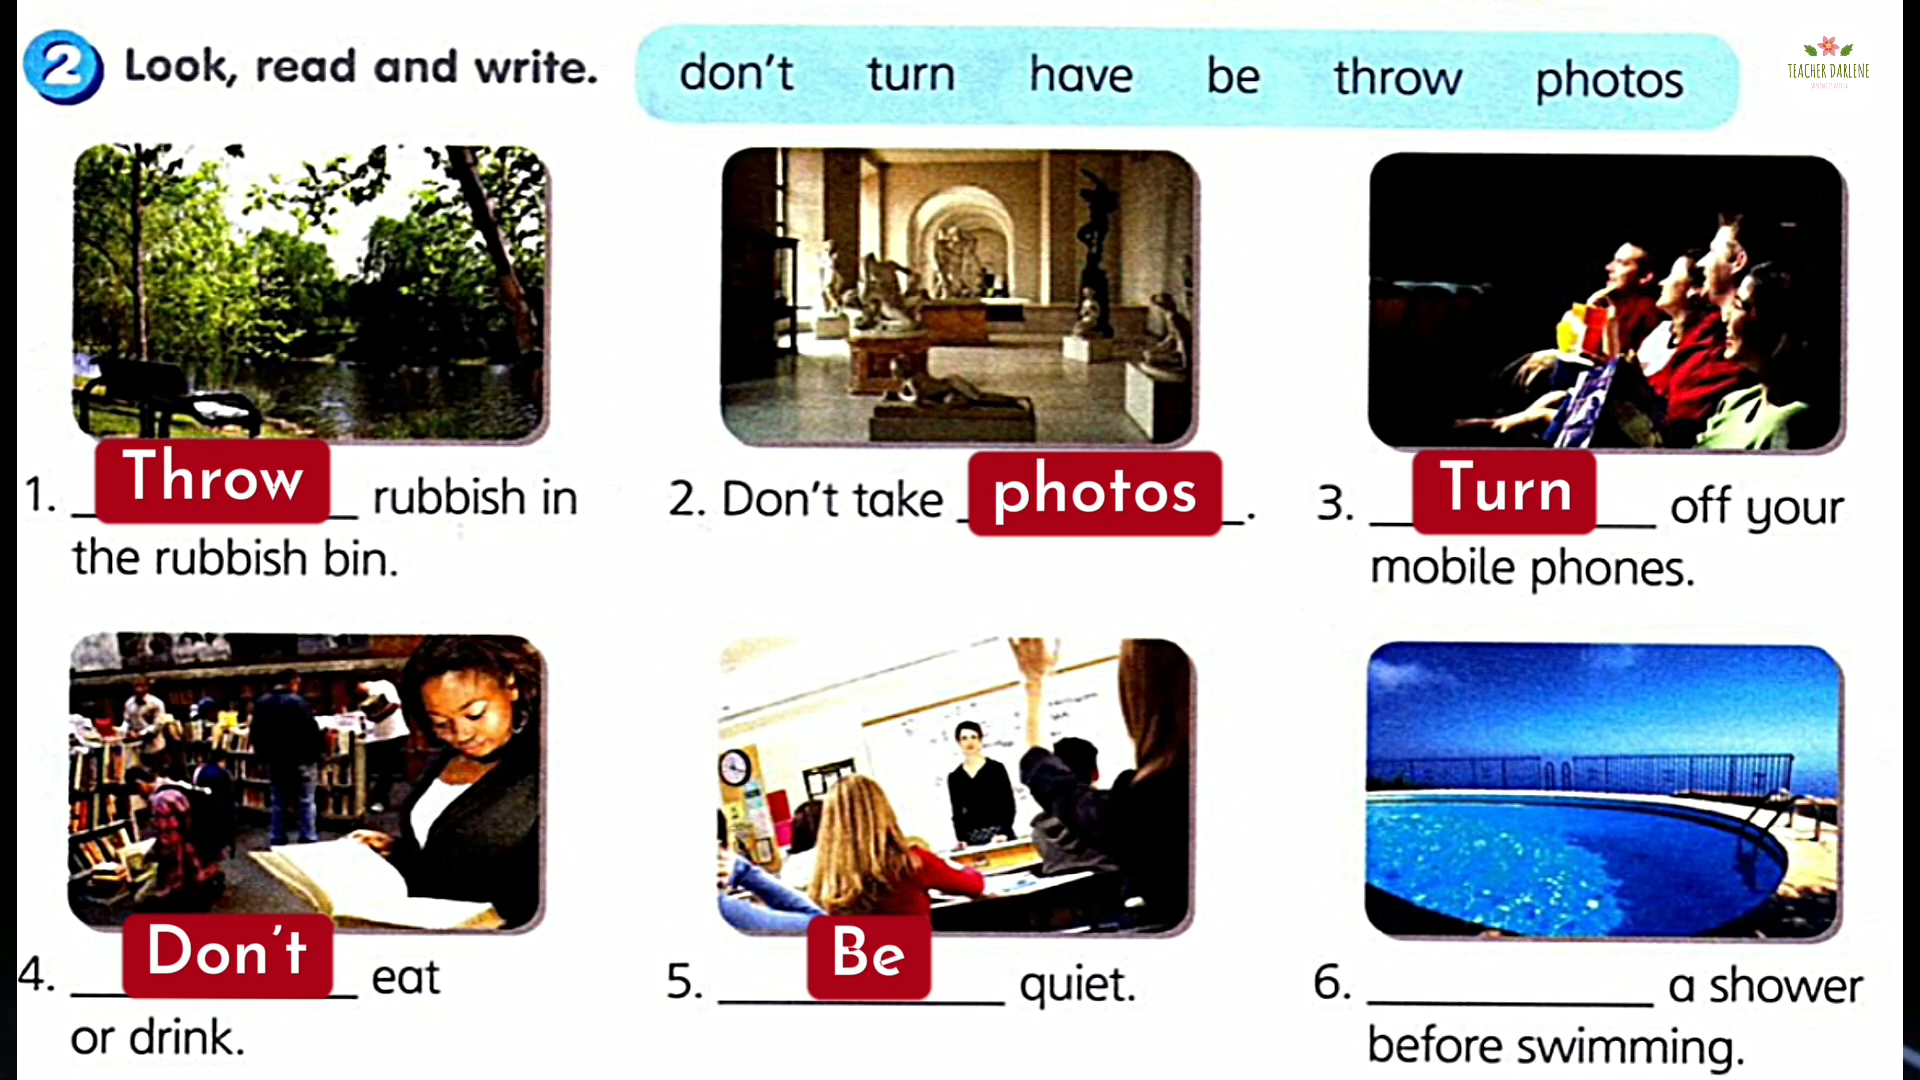 2 Look, read and write.
don't turn have be throw photos
TEACHER DARLENE
1. Throw rubbish in
the rubbish bin.
2. Don't take photos.
3. Turn off your
mobile phones.
4. Don't eat
or drink.
5. Be quiet.
6. ____________ a shower
before swimming.